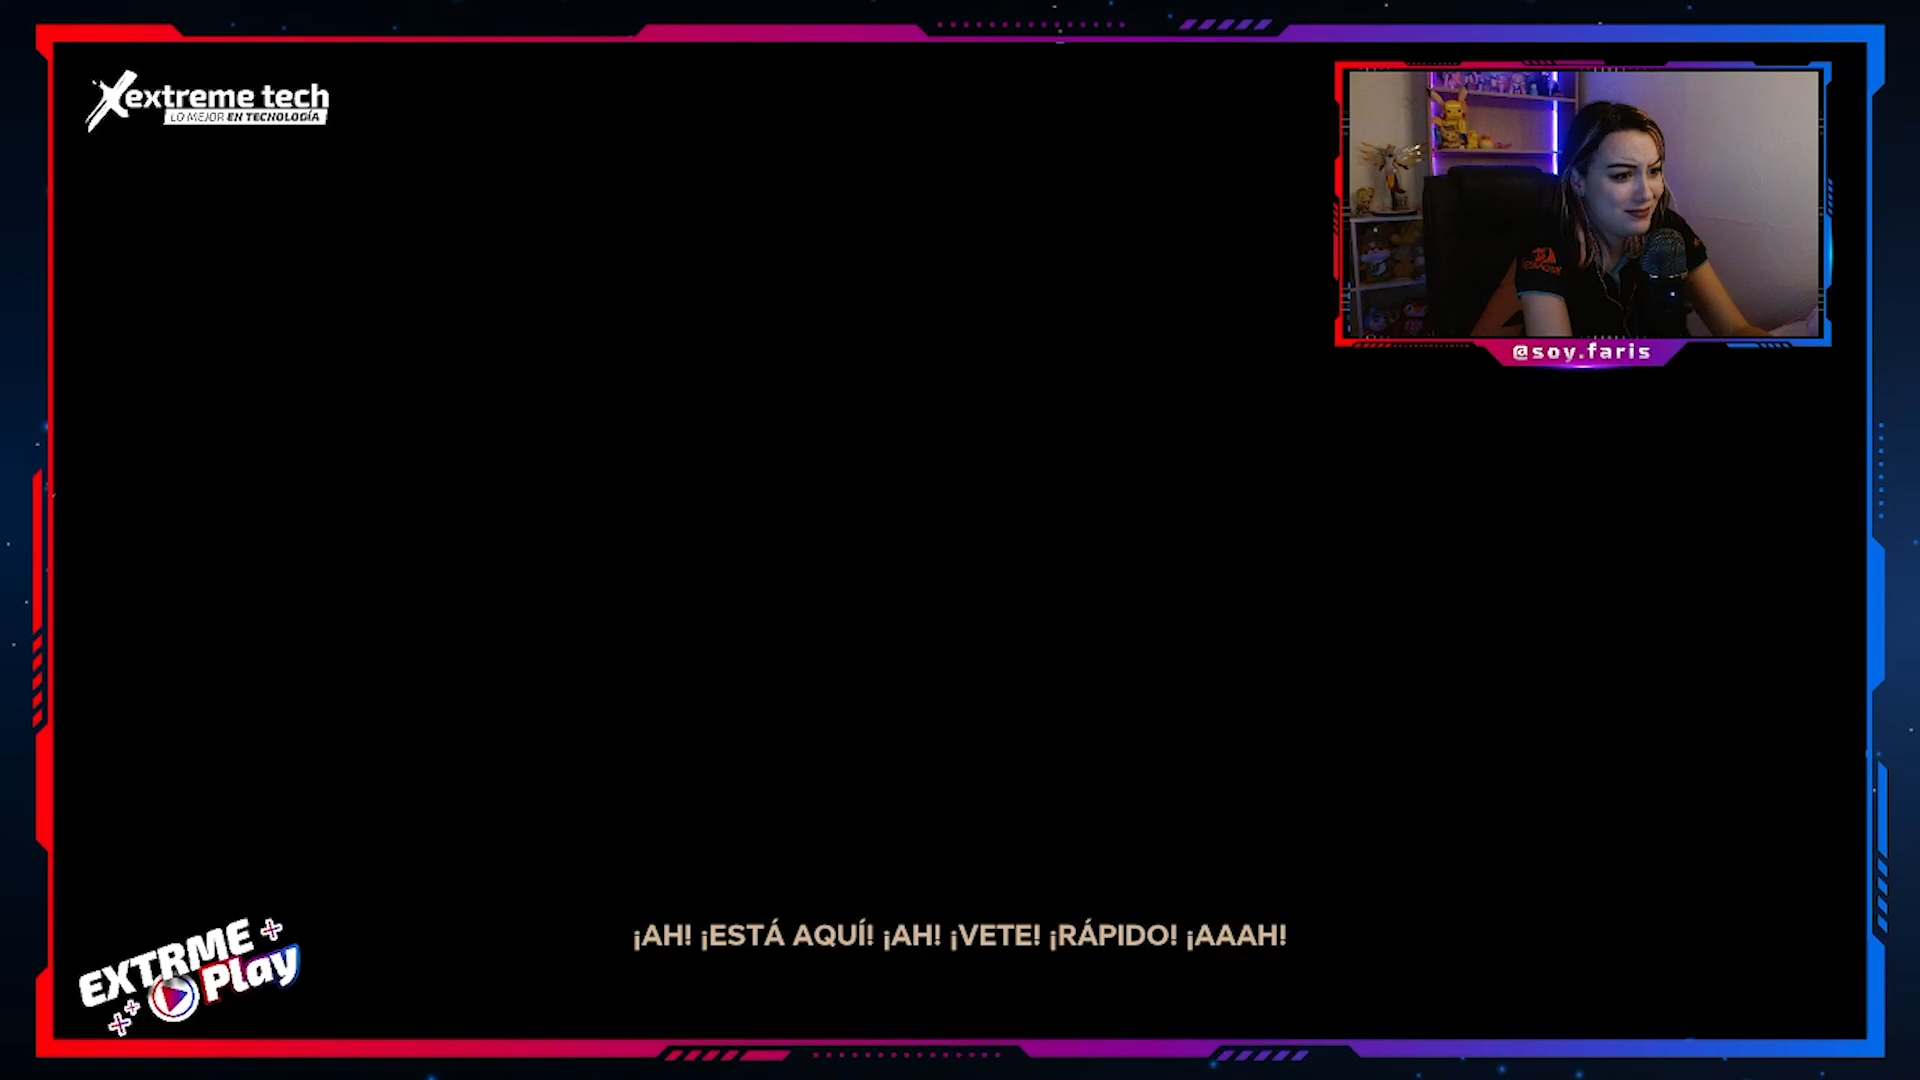 extreme tech
LO MEJOR EN TECNOLOGÍA
@soy.faris
¡AH! ¡ESTÁ AQUÍ! ¡AH! ¡VETE! ¡RÁPIDO! ¡AAAH!
EXTRME
Play